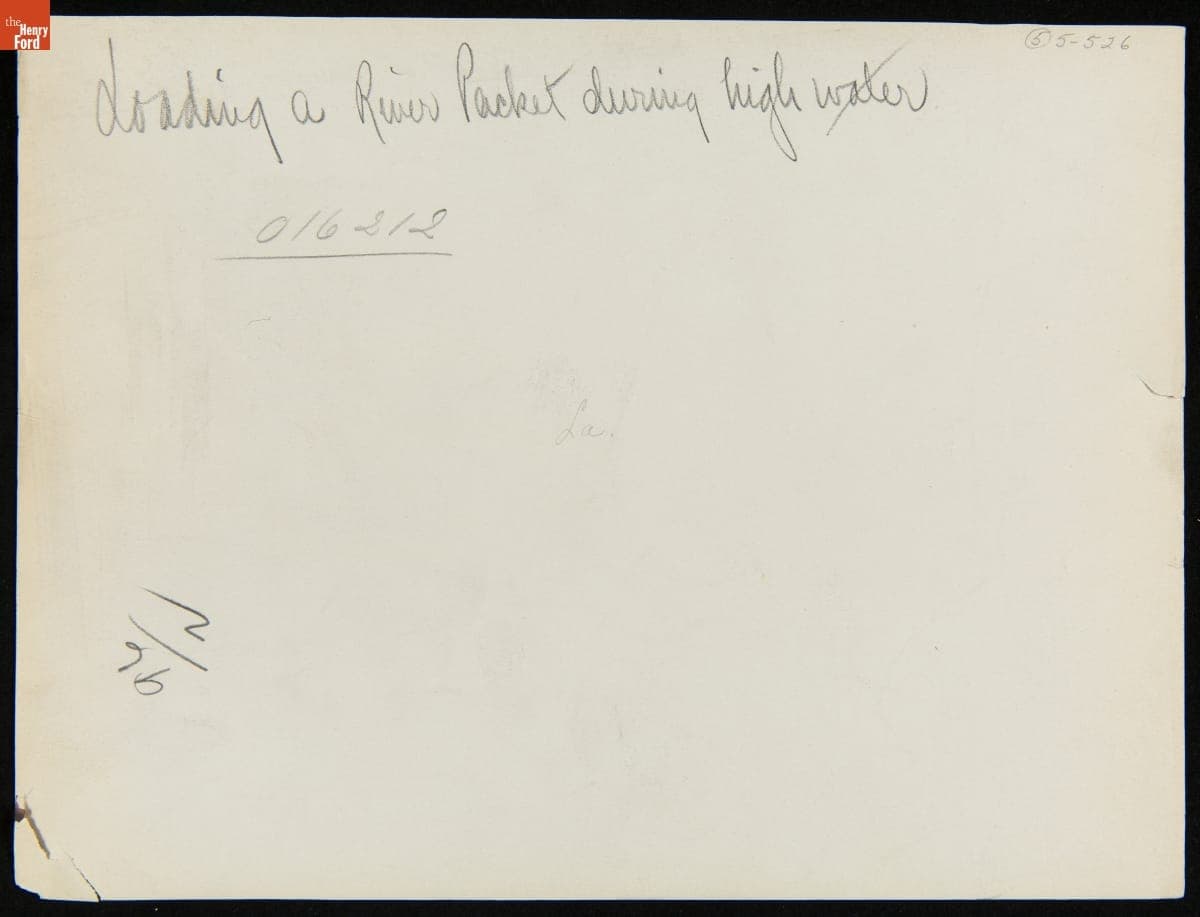 the Henry Ford
⑤5-526
Loading a River Packet during high water
016212
La.